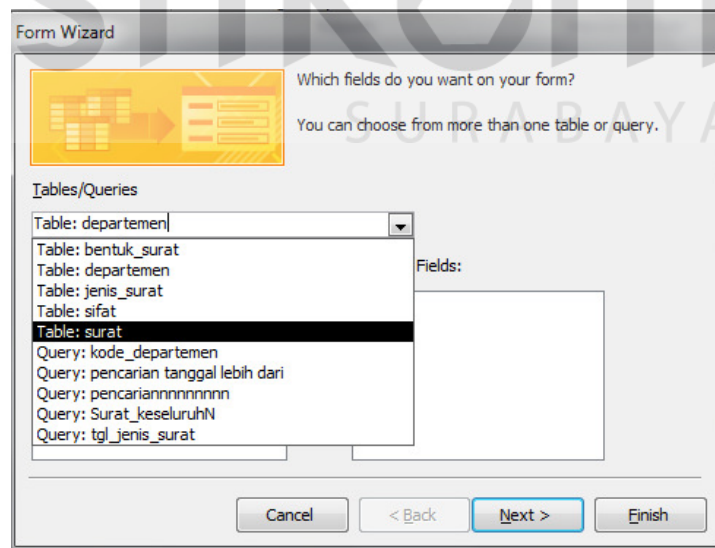 Form Wizard
Which fields do you want on your form?
You can choose from more than one table or query.
SURABAYA
Tables/Queries
Table: departemen
Table: bentuk_surat
Table: departemen
Table: jenis_surat
Table: sifat
Table: surat
Query: kode_departemen
Query: pencarian tanggal lebih dari
Query: pencariannnnnnnnn
Query: Surat_keseluruhN
Query: tgl_jenis_surat
Fields:
Cancel
< Back
Next >
Finish